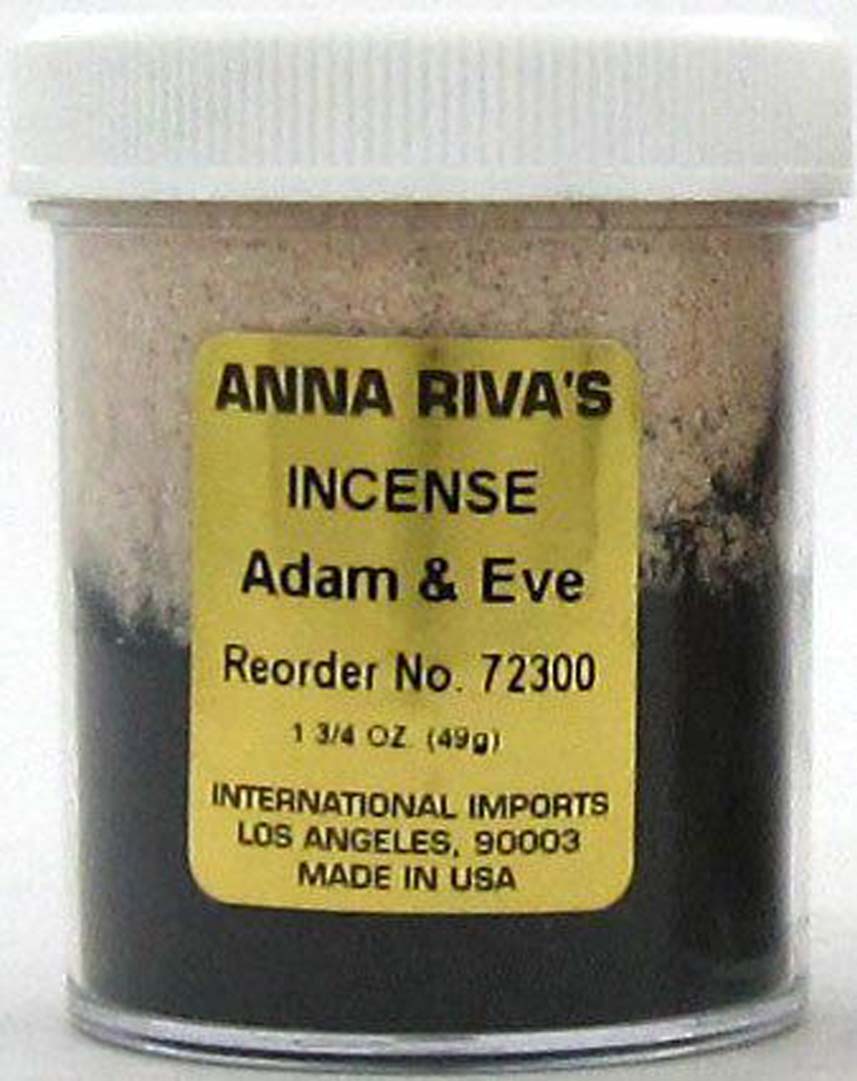 ANNA RIVA'S
INCENSE
Adam & Eve
Reorder No. 72300
1 3/4 OZ. (49g)
INTERNATIONAL IMPORTS
LOS ANGELES, 90003
MADE IN USA